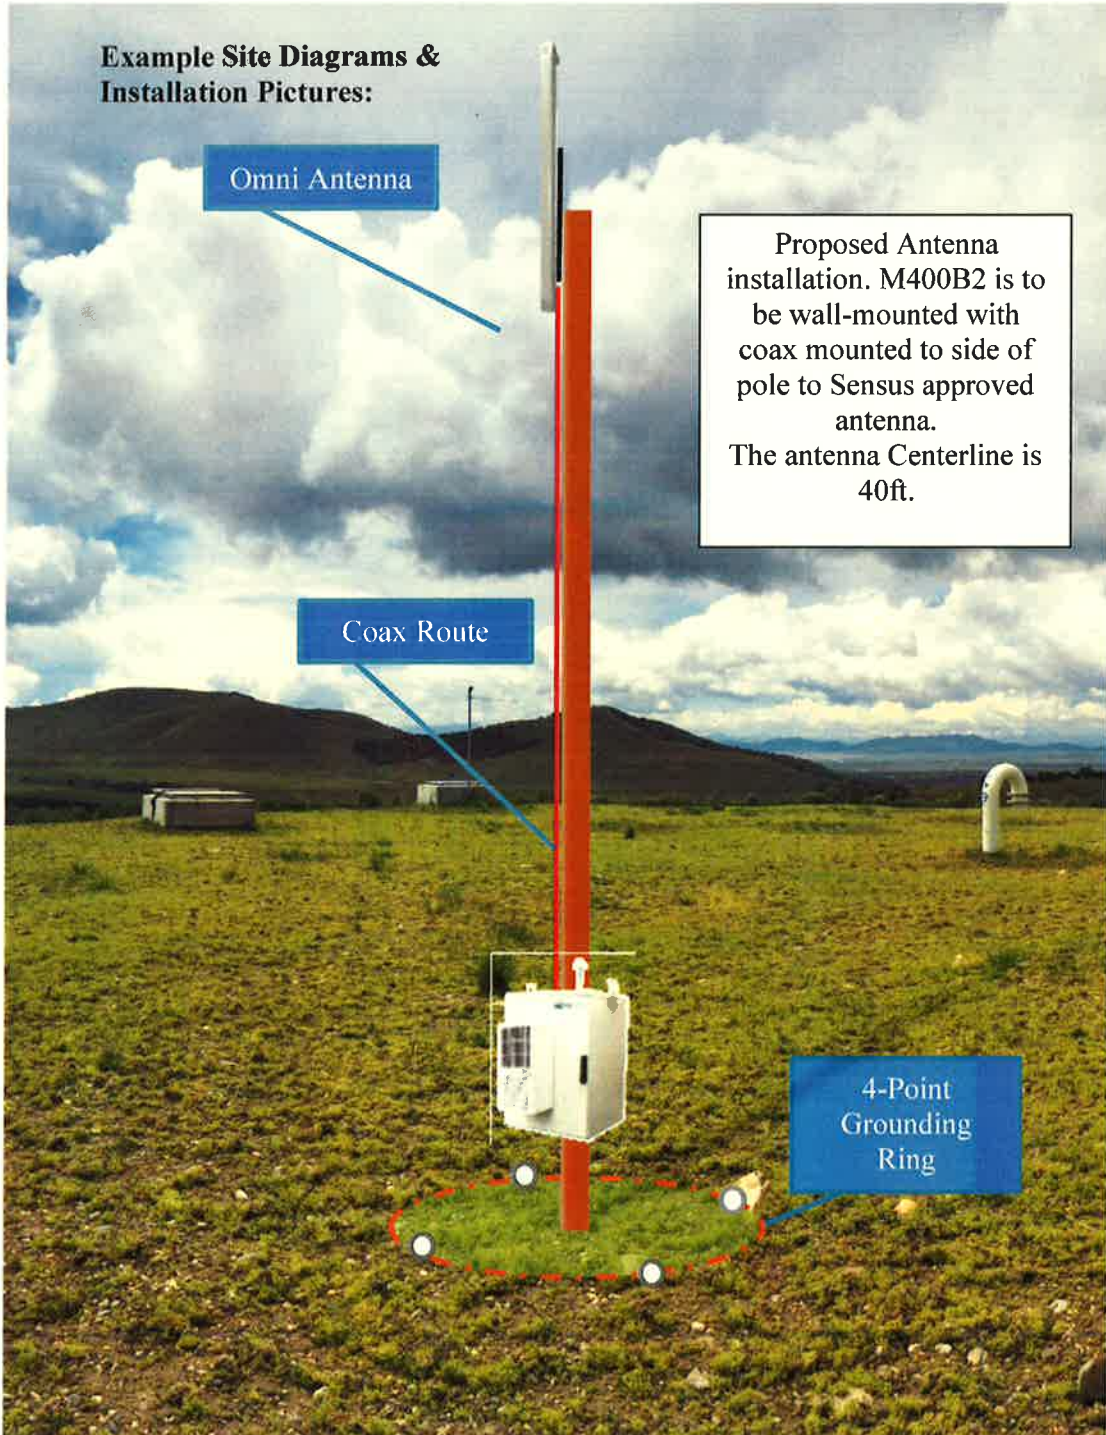 Example Site Diagrams &
Installation Pictures:
Omni Antenna
Proposed Antenna
installation. M400B2 is to
be wall-mounted with
coax mounted to side of
pole to Sensus approved
antenna.
The antenna Centerline is
40ft.
Coax Route
4-Point
Grounding
Ring